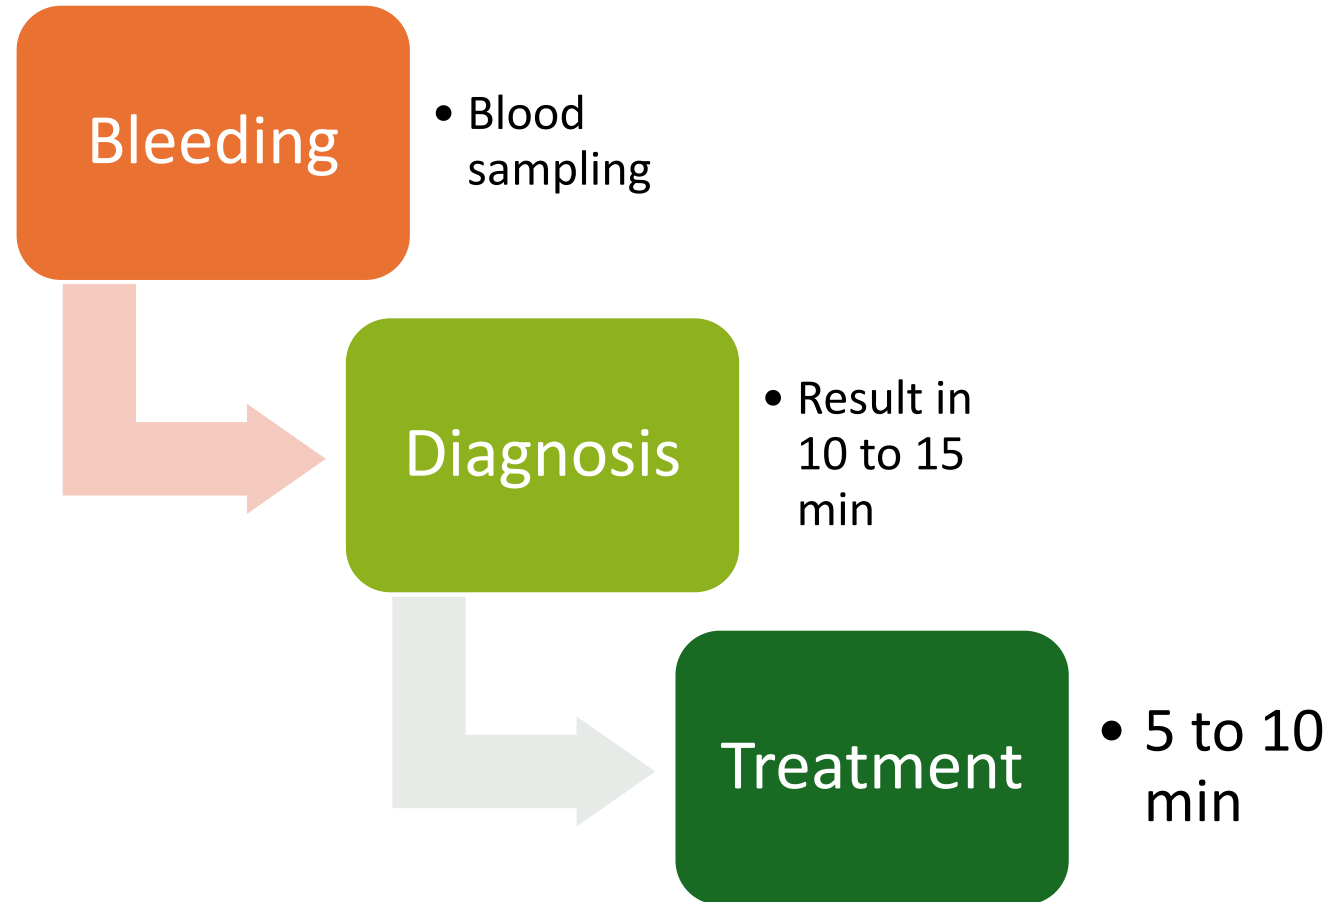 Bleeding
• Blood
sampling
Diagnosis
• Result in
10 to 15
min
Treatment
• 5 to 10
min